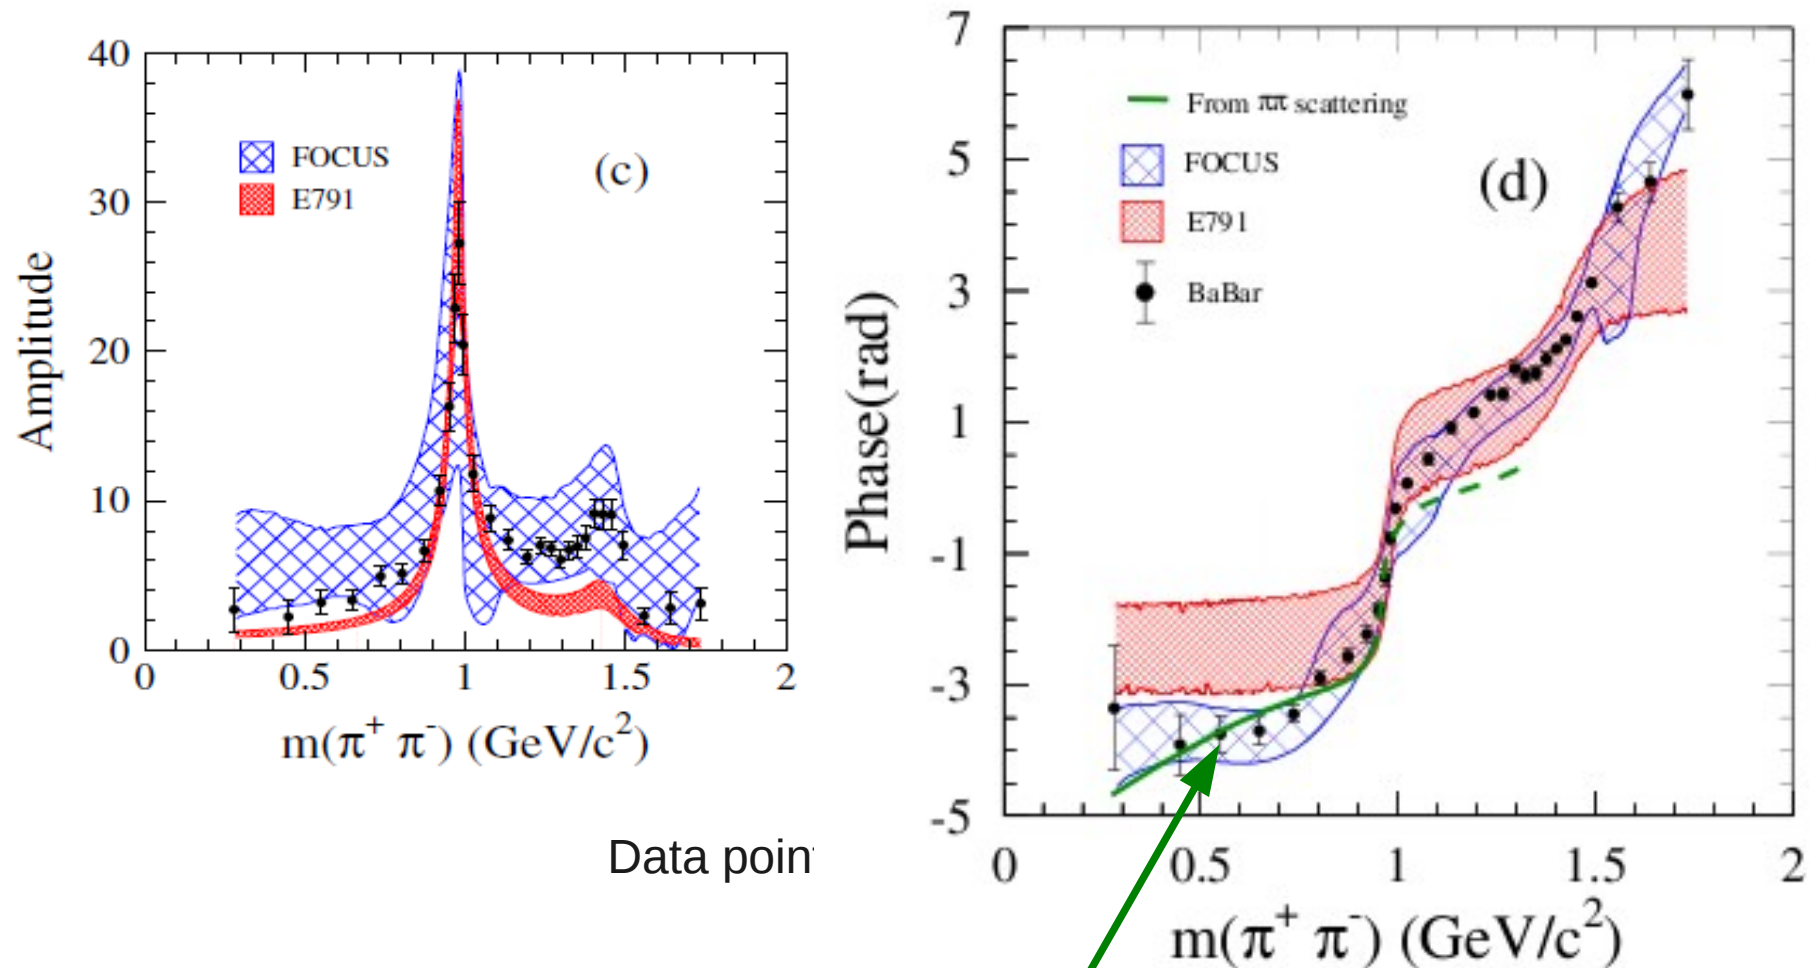 40
30
20
10
0
Amplitude
FOCUS
E791
(c)
0 0.5 1 1.5 2
m(π⁺ π⁻) (GeV/c²)
Data poin
7
5
3
1
-1
-3
-5
Phase(rad)
From ππ scattering
FOCUS
E791
BaBar
(d)
0 0.5 1 1.5 2
m(π⁺ π⁻) (GeV/c²)